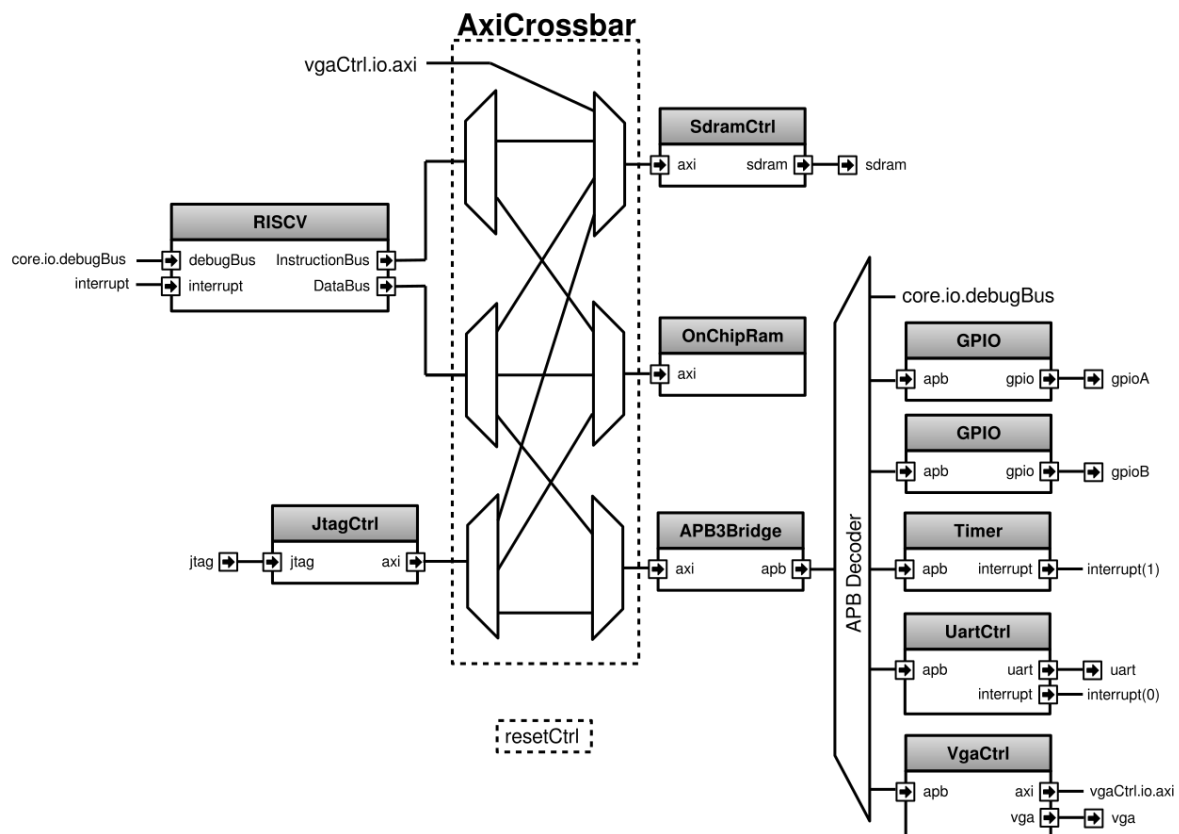 AxiCrossbar
vgaCtrl.io.axi
SdramCtrl
axi sdram sdram
RISCV
core.io.debugBus debugBus InstructionBus
interrupt interrupt DataBus
OnChipRam
axi
JtagCtrl
jtag jtag axi
APB3Bridge
axi apb
resetCtrl
APB Decoder
core.io.debugBus
GPIO
apb gpio gpioA
GPIO
apb gpio gpioB
Timer
apb interrupt interrupt(1)
UartCtrl
apb uart uart
interrupt interrupt(0)
VgaCtrl
apb axi vgaCtrl.io.axi
vga vga